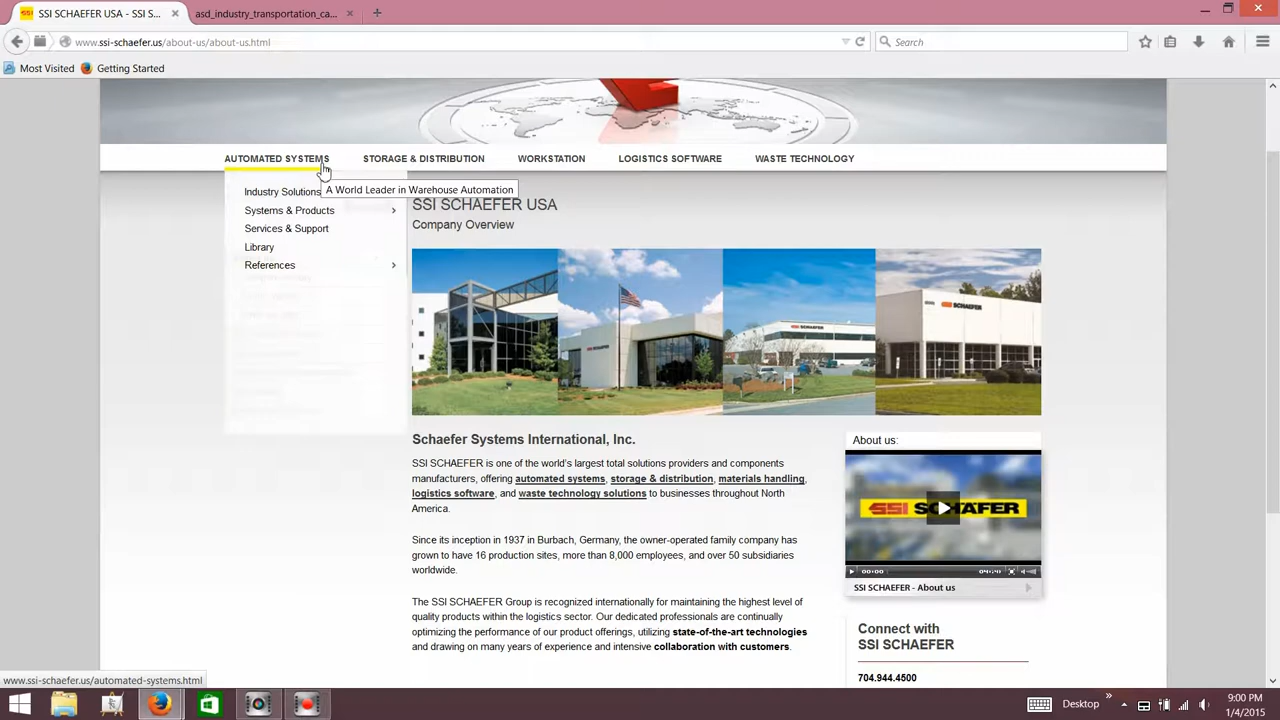 SSI SCHAEFER USA - SSI S...
asd_industry_transportation_ca...
www.ssi-schaefer.us/about-us/about-us.html
Search
Most Visited
Getting Started
AUTOMATED SYSTEMS
STORAGE & DISTRIBUTION
WORKSTATION
LOGISTICS SOFTWARE
WASTE TECHNOLOGY
A World Leader in Warehouse Automation
Industry Solutions
Systems & Products
Services & Support
Library
References
SSI SCHAEFER USA
Company Overview
Schaefer Systems International, Inc.
SSI SCHAEFER is one of the world's largest total solutions providers and components
manufacturers, offering automated systems, storage & distribution, materials handling,
logistics software, and waste technology solutions to businesses throughout North
America.
Since its inception in 1937 in Burbach, Germany, the owner-operated family company has
grown to have 16 production sites, more than 8,000 employees, and over 50 subsidiaries
worldwide.
The SSI SCHAEFER Group is recognized internationally for maintaining the highest level of
quality products within the logistics sector. Our dedicated professionals are continually
optimizing the performance of our product offerings, utilizing state-of-the-art technologies
and drawing on many years of experience and intensive collaboration with customers.
About us:
SSI SCHÄFER
00:00
04:20
SSI SCHAEFER - About us
Connect with
SSI SCHAEFER
704.944.4500
www.ssi-schaefer.us/automated-systems.html
Desktop
9:00 PM
1/4/2015